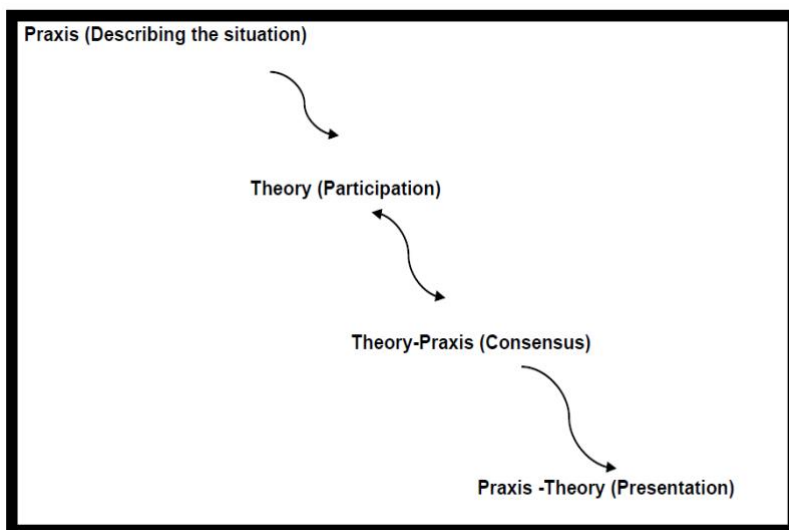 Praxis (Describing the situation)
Theory (Participation)
Theory-Praxis (Consensus)
Praxis -Theory (Presentation)